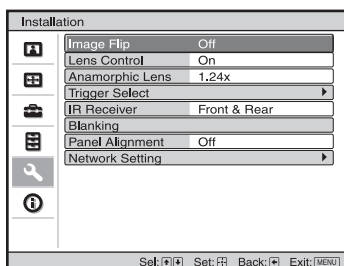 Installation
Image Flip Off
Lens Control On
Anamorphic Lens 1.24x
Trigger Select
IR Receiver Front & Rear
Blanking
Panel Alignment Off
Network Setting
Sel: Set: Back: Exit: MENU